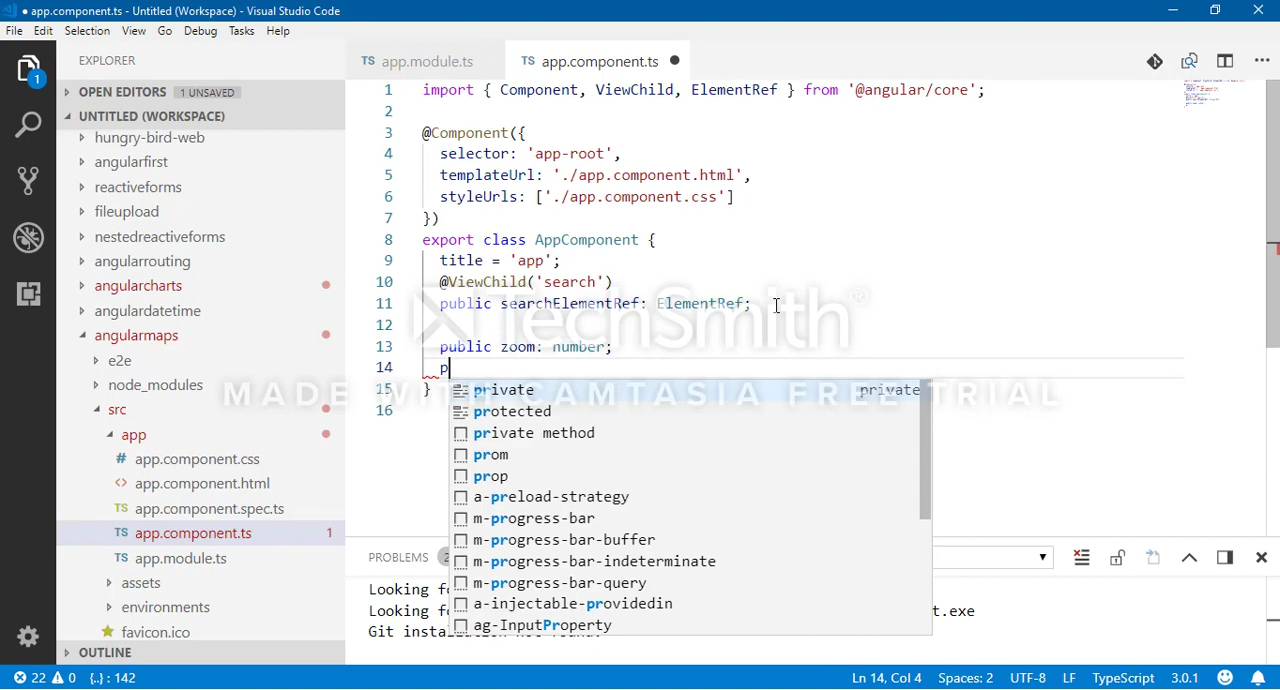 app.component.ts - Untitled (Workspace) - Visual Studio Code
File Edit Selection View Go Debug Tasks Help
EXPLORER
TS app.module.ts
TS app.component.ts
1
OPEN EDITORS 1 UNSAVED
UNTITLED (WORKSPACE)
hungry-bird-web
angularfirst
reactiveforms
fileupload
nestedreactiveforms
angularrouting
angularcharts
angulardatetime
angularmaps
e2e
node_modules
src
app
# app.component.css
<> app.component.html
TS app.component.spec.ts
TS app.component.ts 1
TS app.module.ts
assets
environments
favicon.ico
OUTLINE
1 import { Component, ViewChild, ElementRef } from '@angular/core';
2
3 @Component({
4 selector: 'app-root',
5 templateUrl: './app.component.html',
6 styleUrls: ['./app.component.css']
7 })
8 export class AppComponent {
9 title = 'app';
10 @ViewChild('search')
11 public searchElementRef: ElementRef;
12
13 public zoom: number;
14 p
15 }
16
private private
protected
private method
prom
prop
a-preload-strategy
m-progress-bar
m-progress-bar-buffer
m-progress-bar-indeterminate
m-progress-bar-query
a-injectable-providedin
ag-InputProperty
TechSmith
MADE WITH CAMTASIA FREE TRIAL
PROBLEMS
Looking fo
Looking fo
t.exe
Git insta
22 0 {..} : 142
Ln 14, Col 4 Spaces: 2 UTF-8 LF TypeScript 3.0.1